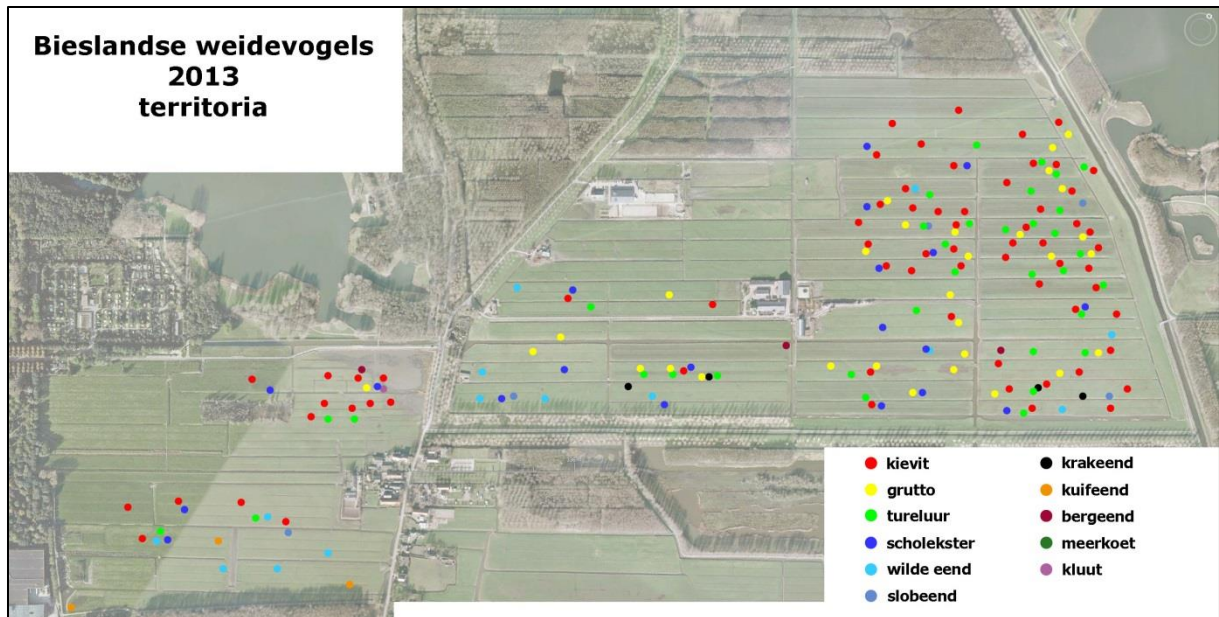 Bieslandse weidevogels
2013
territoria
kievit
grutto
tureluur
scholekster
wilde eend
slobeend
krakeend
kuifeend
bergeend
meerkoet
kluut